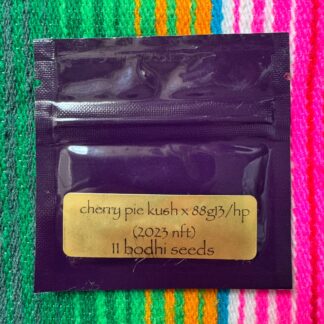 cherry pie kush x 88g13/hp
(2023 nft)
11 bodhi seeds